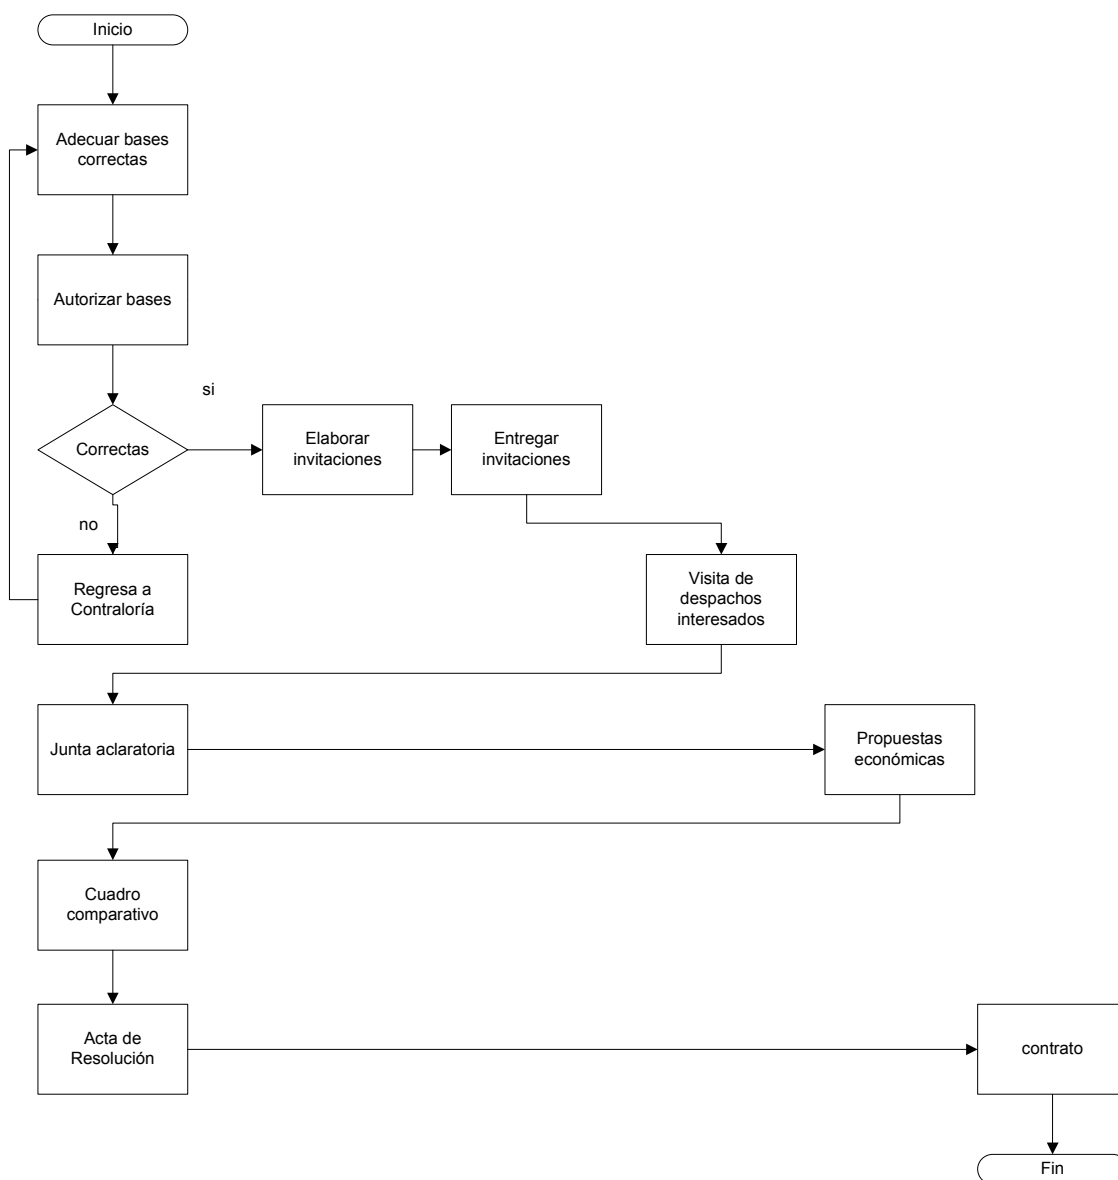 Inicio
Adecuar bases
correctas
Autorizar bases
si
Correctas
Elaborar
invitaciones
Entregar
invitaciones
no
Regresa a
Contraloría
Visita de
despachos
interesados
Junta aclaratoria
Propuestas
económicas
Cuadro
comparativo
Acta de
Resolución
contrato
Fin